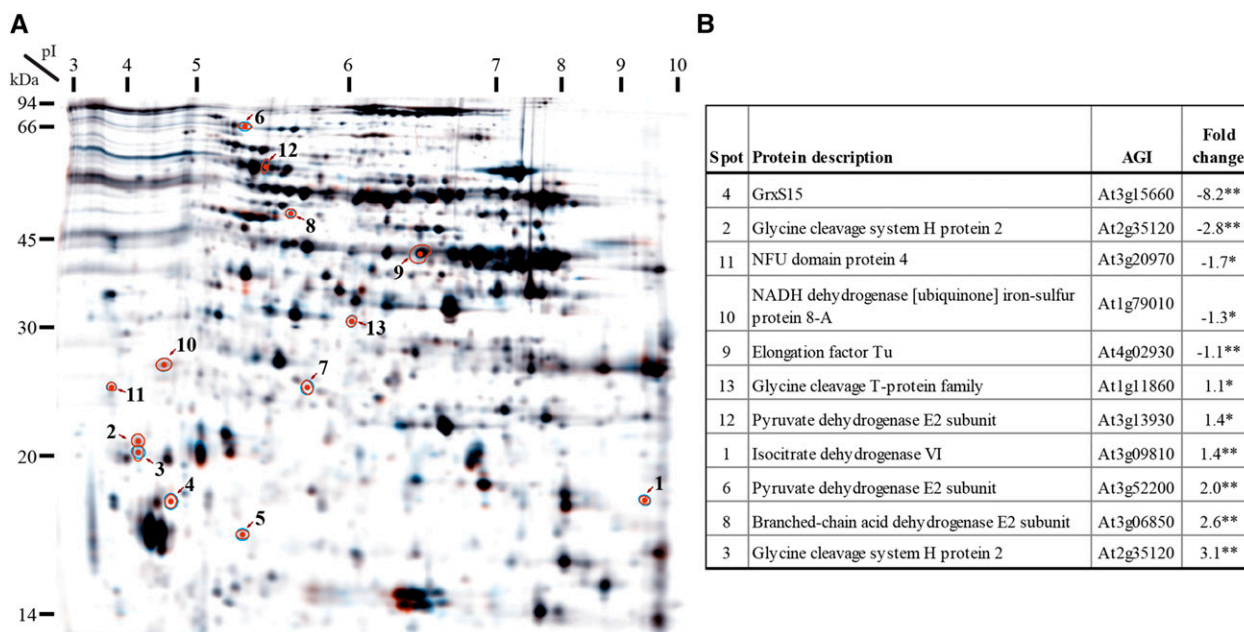 A
B
pI
kDa
3 4 5 6 7 8 9 10
94
66
45
30
20
14
6
12
8
9
13
10
7
11
2
3
4
1
5
Spot Protein description AGI Fold change
4 GrxS15 At3g15660 -8.2**
2 Glycine cleavage system H protein 2 At2g35120 -2.8**
11 NFU domain protein 4 At3g20970 -1.7*
10 NADH dehydrogenase [ubiquinone] iron-sulfur
protein 8-A At1g79010 -1.3*
9 Elongation factor Tu At4g02930 -1.1**
13 Glycine cleavage T-protein family At1g11860 1.1*
12 Pyruvate dehydrogenase E2 subunit At3g13930 1.4*
1 Isocitrate dehydrogenase VI At3g09810 1.4**
6 Pyruvate dehydrogenase E2 subunit At3g52200 2.0**
8 Branched-chain acid dehydrogenase E2 subunit At3g06850 2.6**
3 Glycine cleavage system H protein 2 At2g35120 3.1**